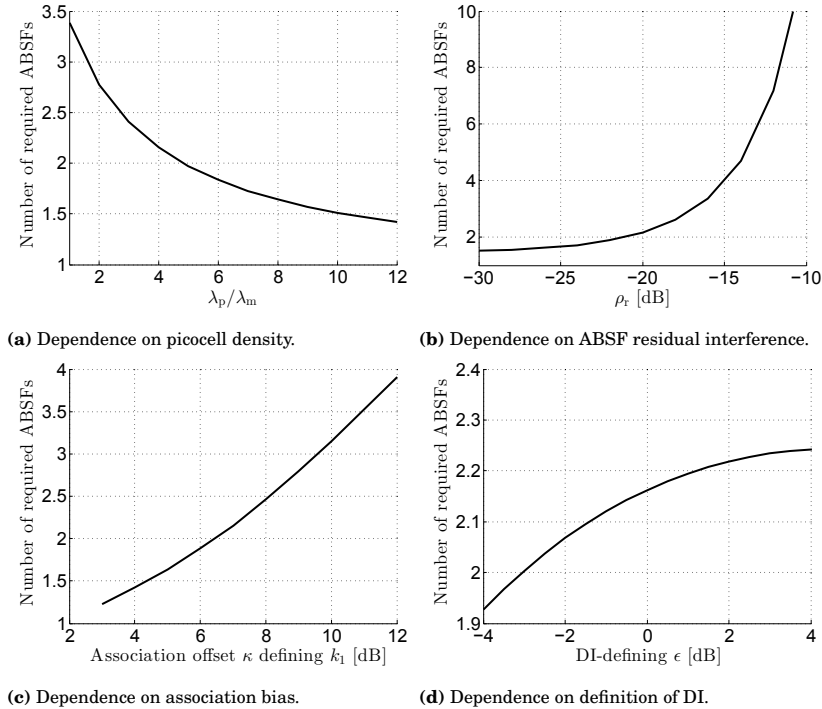 Number of required ABSFs
3.5
3
2.5
2
1.5
1
2 4 6 8 10 12
λp/λm
(a) Dependence on picocell density.
Number of required ABSFs
10
8
6
4
2
−30 −25 −20 −15 −10
ρr [dB]
(b) Dependence on ABSF residual interference.
Number of required ABSFs
4
3.5
3
2.5
2
1.5
1
2 4 6 8 10 12
Association offset κ defining k1 [dB]
(c) Dependence on association bias.
Number of required ABSFs
2.4
2.3
2.2
2.1
2
1.9
−4 −2 0 2 4
DI-defining ϵ [dB]
(d) Dependence on definition of DI.